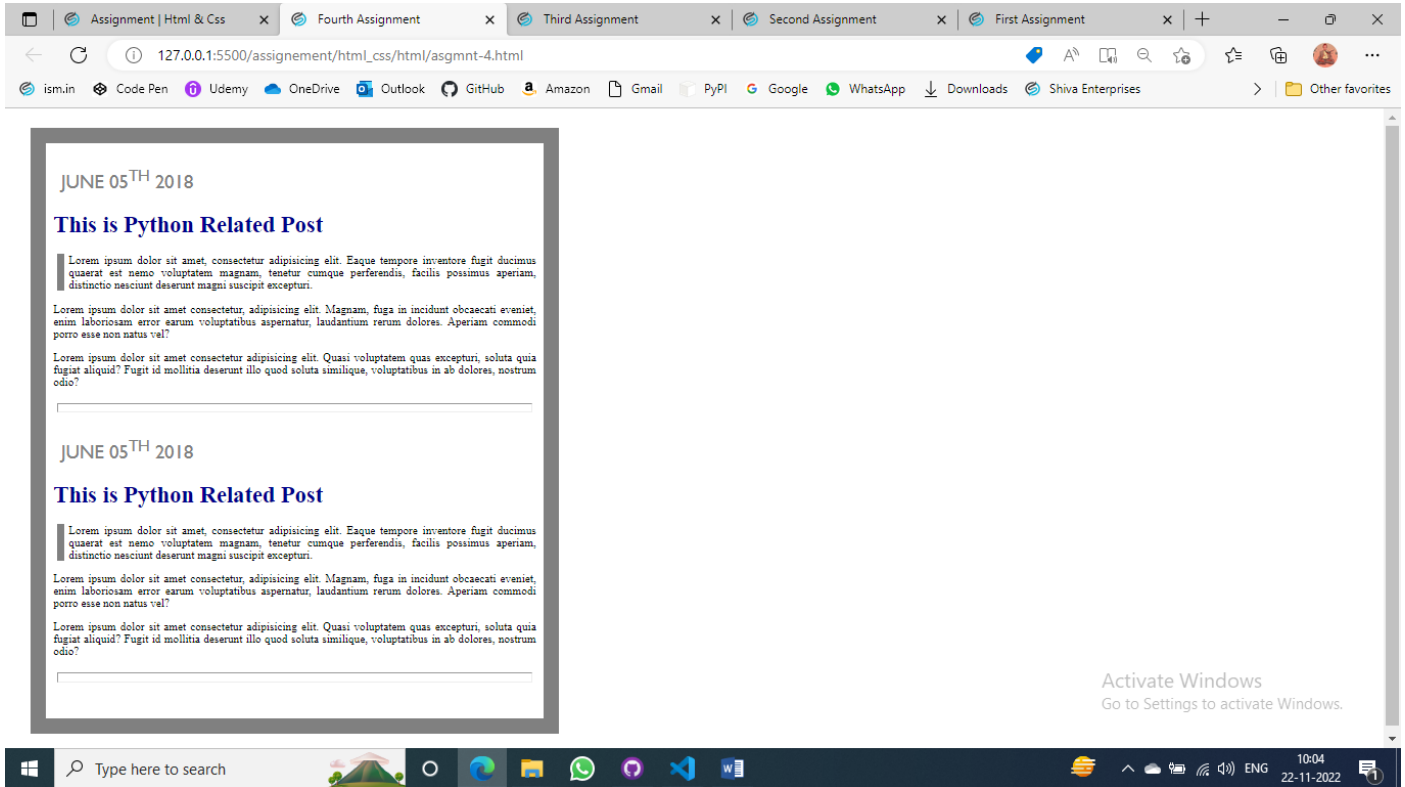 Assignment | Html & Css
Fourth Assignment
Third Assignment
Second Assignment
First Assignment
127.0.0.1:5500/assignement/html_css/html/asgmnt-4.html
ism.in Code Pen Udemy OneDrive Outlook GitHub Amazon Gmail PyPI Google WhatsApp Downloads Shiva Enterprises Other favorites
JUNE 05TH 2018
This is Python Related Post
Lorem ipsum dolor sit amet, consectetur adipisicing elit. Eaque tempore inventore fugit ducimus
quaerat est nemo voluptatem magnam, tenetur cumque perferendis, facilis possimus aperiam,
distinctio nesciunt deserunt magni suscipit excepturi.
Lorem ipsum dolor sit amet consectetur, adipisicing elit. Magnam, fuga in incidunt obcaecati eveniet,
enim laboriosam error earum voluptatibus aspernatur, laudantium rerum dolores. Aperiam commodi
porro esse non natus vel?
Lorem ipsum dolor sit amet consectetur adipisicing elit. Quasi voluptatem quas excepturi, soluta quia
fugiat aliquid? Fugit id mollitia deserunt illo quod soluta similique, voluptatibus in ab dolores, nostrum
odio?
JUNE 05TH 2018
This is Python Related Post
Lorem ipsum dolor sit amet, consectetur adipisicing elit. Eaque tempore inventore fugit ducimus
quaerat est nemo voluptatem magnam, tenetur cumque perferendis, facilis possimus aperiam,
distinctio nesciunt deserunt magni suscipit excepturi.
Lorem ipsum dolor sit amet consectetur, adipisicing elit. Magnam, fuga in incidunt obcaecati eveniet,
enim laboriosam error earum voluptatibus aspernatur, laudantium rerum dolores. Aperiam commodi
porro esse non natus vel?
Lorem ipsum dolor sit amet consectetur adipisicing elit. Quasi voluptatem quas excepturi, soluta quia
fugiat aliquid? Fugit id mollitia deserunt illo quod soluta similique, voluptatibus in ab dolores, nostrum
odio?
Activate Windows
Go to Settings to activate Windows.
Type here to search
ENG
10:04
22-11-2022
1